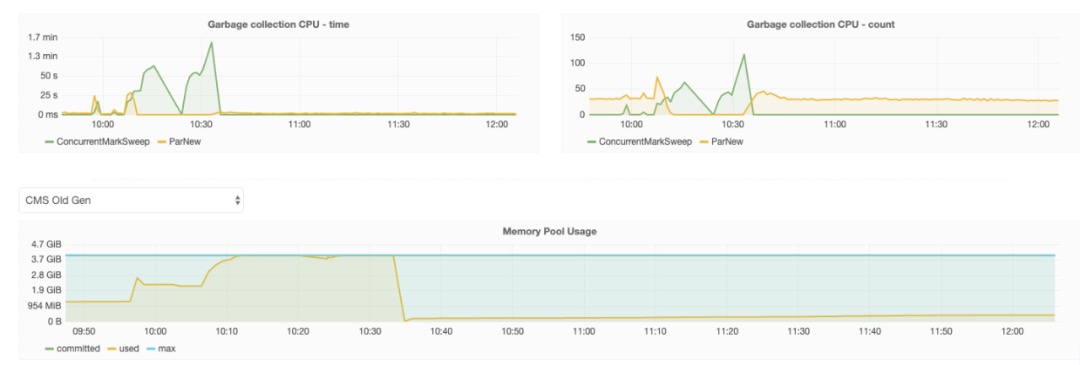 Garbage collection CPU - time
1.7 min
1.3 min
50 s
25 s
0 ms
10:00 10:30 11:00 11:30 12:00
ConcurrentMarkSweep ParNew
Garbage collection CPU - count
150
100
50
0
10:00 10:30 11:00 11:30 12:00
ConcurrentMarkSweep ParNew
CMS Old Gen
Memory Pool Usage
4.7 GiB
3.7 GiB
2.8 GiB
1.9 GiB
954 MiB
0 B
09:50 10:00 10:10 10:20 10:30 10:40 10:50 11:00 11:10 11:20 11:30 11:40 11:50 12:00
committed used max